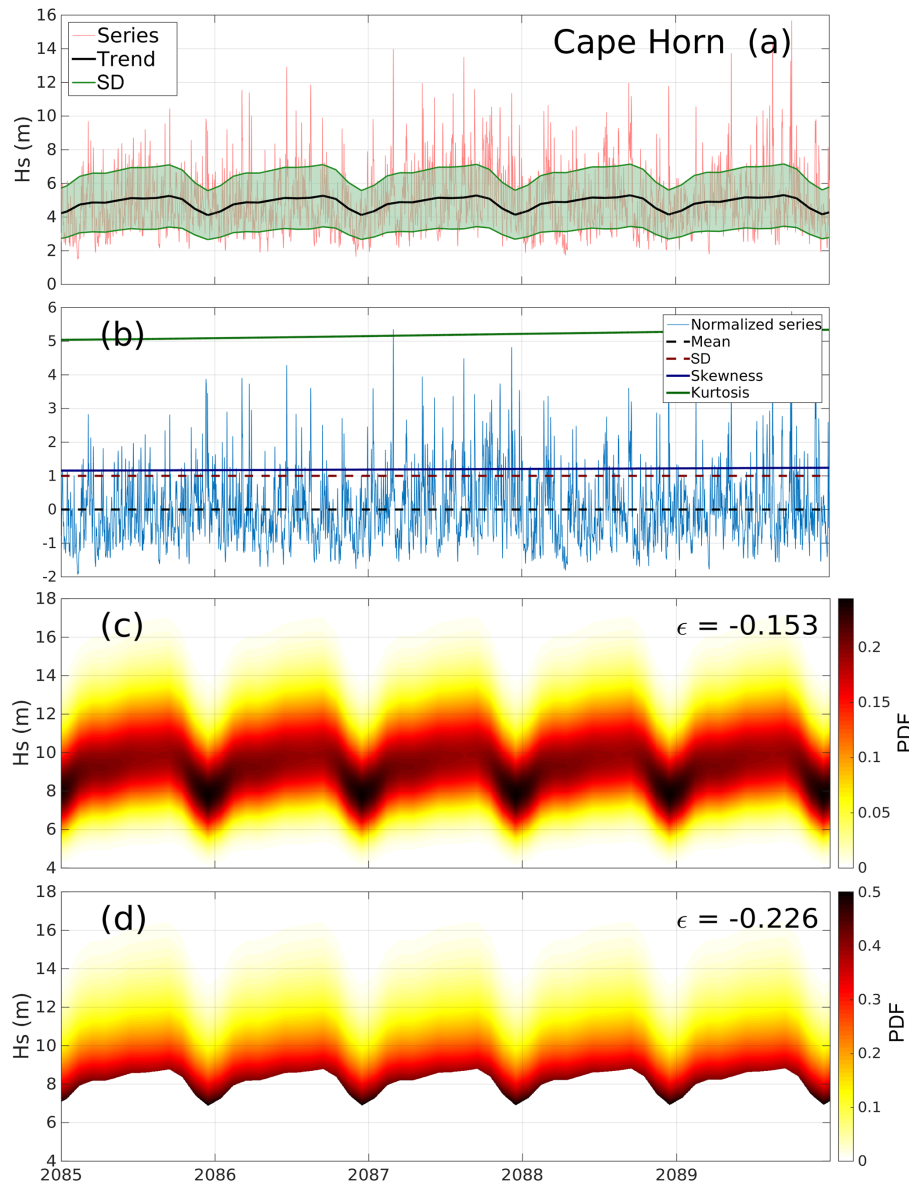 16
Series
Trend
SD
Cape Horn (a)
14
12
10
8
6
4
2
0
Hs (m)
6
(b)
Normalized series
Mean
SD
Skewness
Kurtosis
5
4
3
2
1
0
-1
-2
18
(c)
ϵ = -0.153
16
14
12
10
8
6
4
Hs (m)
0.2
0.15
0.1
0.05
0
PDF
18
(d)
ϵ = -0.226
16
14
12
10
8
6
4
Hs (m)
0.5
0.4
0.3
0.2
0.1
0
PDF
2085 2086 2087 2088 2089